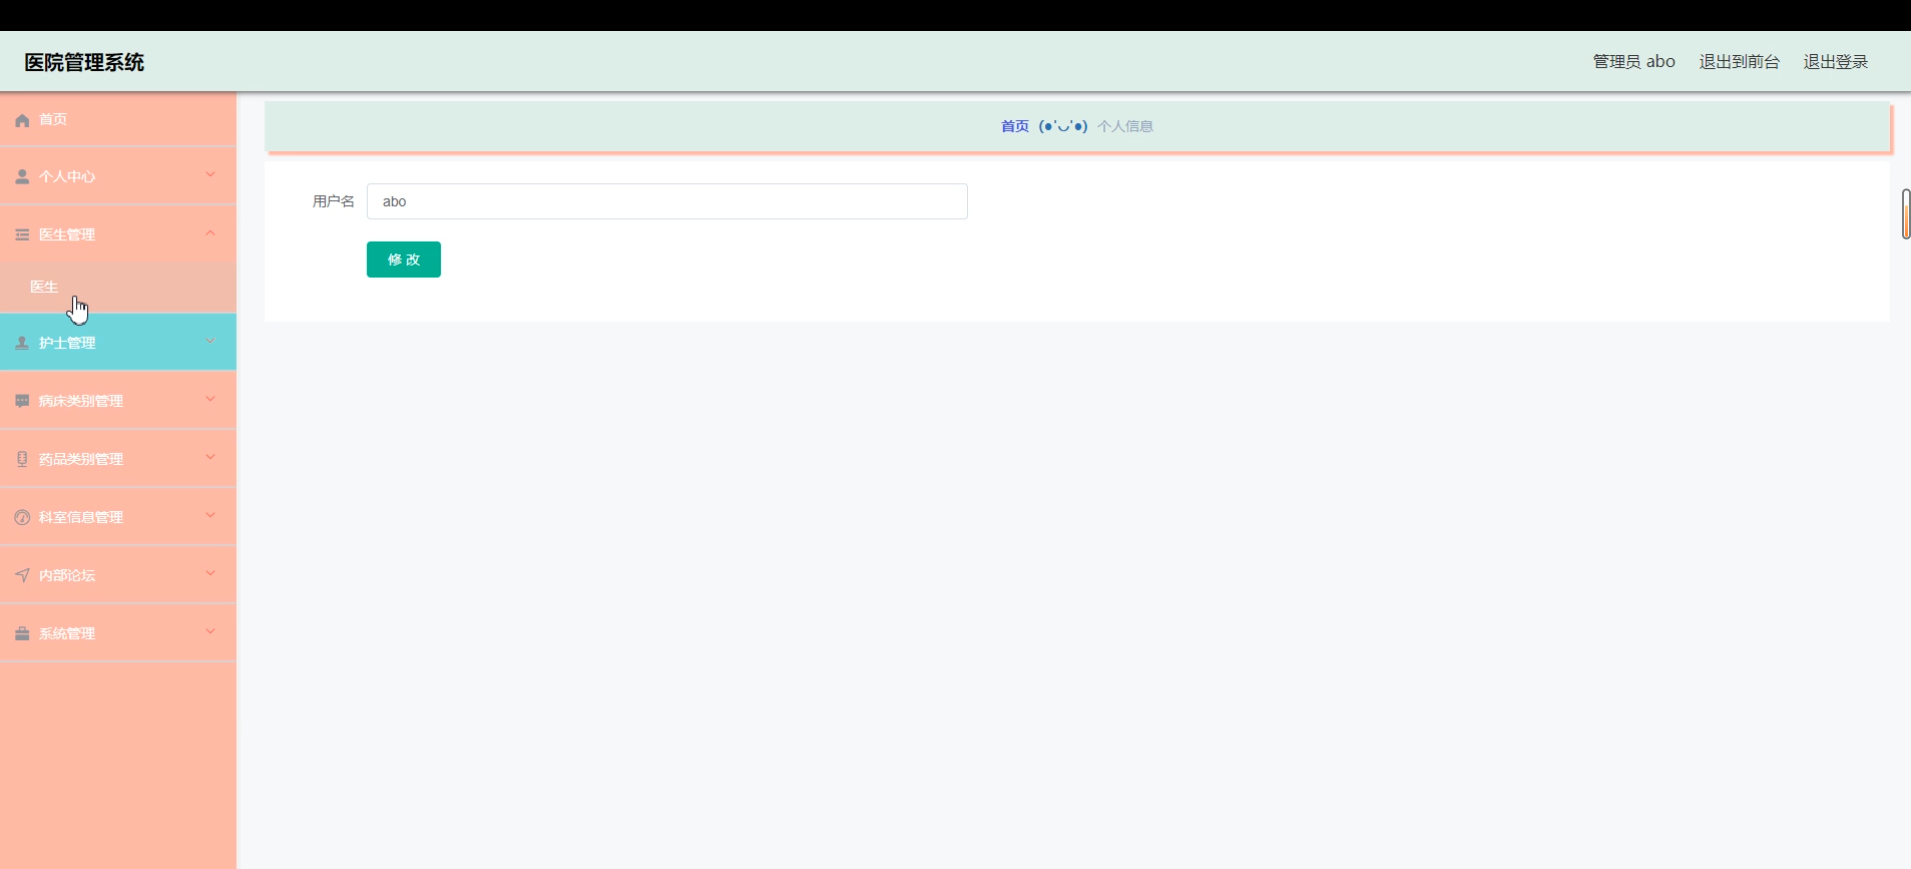 医院管理系统
管理员 abo 退出到前台 退出登录
首页
个人中心
医生管理
医生
护士管理
病床类别管理
药品类别管理
科室信息管理
内部论坛
系统管理
首页 (●'◡'●) 个人信息
用户名 abo
修 改